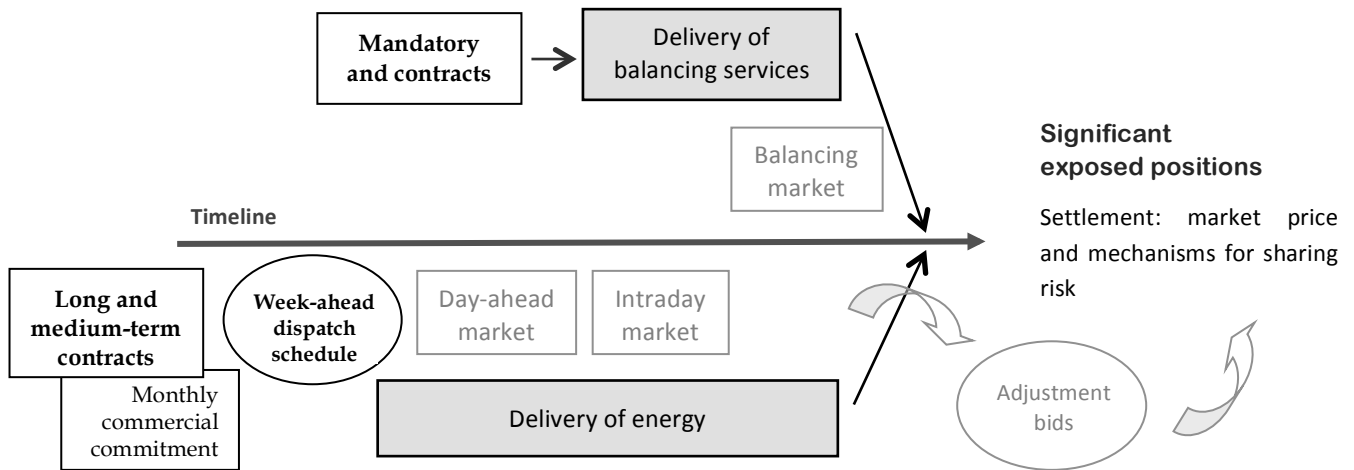 Mandatory
and contracts
Delivery of
balancing services
Balancing
market
Significant
exposed positions
Settlement: market price
and mechanisms for sharing
risk
Timeline
Long and
medium-term
contracts
Monthly
commercial
commitment
Week-ahead
dispatch
schedule
Day-ahead
market
Intraday
market
Delivery of energy
Adjustment
bids